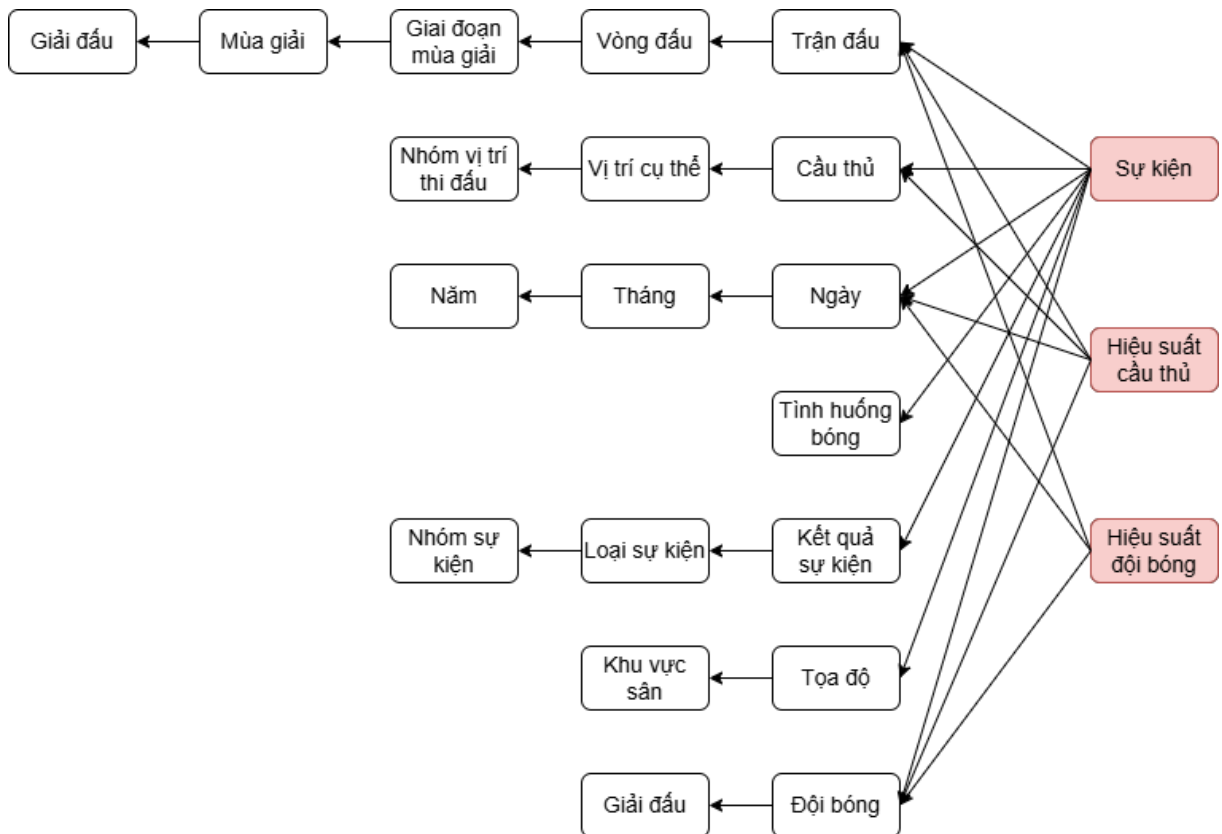 Giải đấu
Mùa giải
Giai đoạn
mùa giải
Vòng đấu
Trận đấu
Nhóm vị trí
thi đấu
Vị trí cụ thể
Cầu thủ
Sự kiện
Năm
Tháng
Ngày
Hiệu suất
cầu thủ
Tình huống
bóng
Nhóm sự
kiện
Loại sự kiện
Kết quả
sự kiện
Hiệu suất
đội bóng
Khu vực
sân
Tọa độ
Giải đấu
Đội bóng